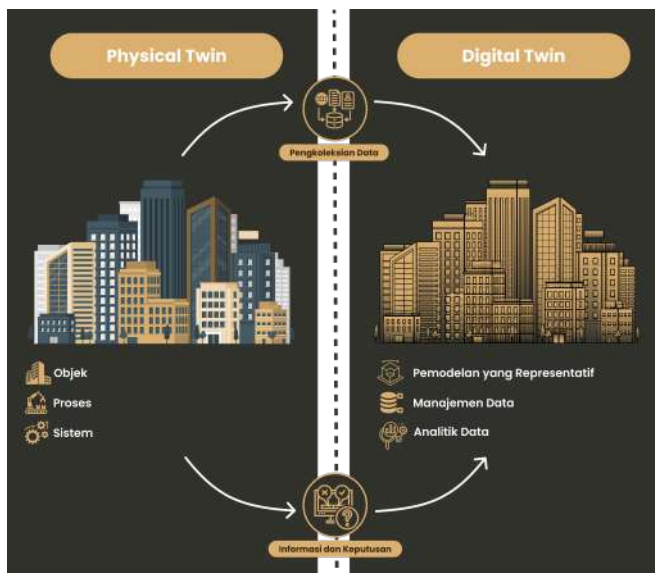 Physical Twin
Digital Twin
Pengkoleksian Data
Objek
Proses
Sistem
Pemodelan yang Representatif
Manajemen Data
Analitik Data
Informasi dan Keputusan